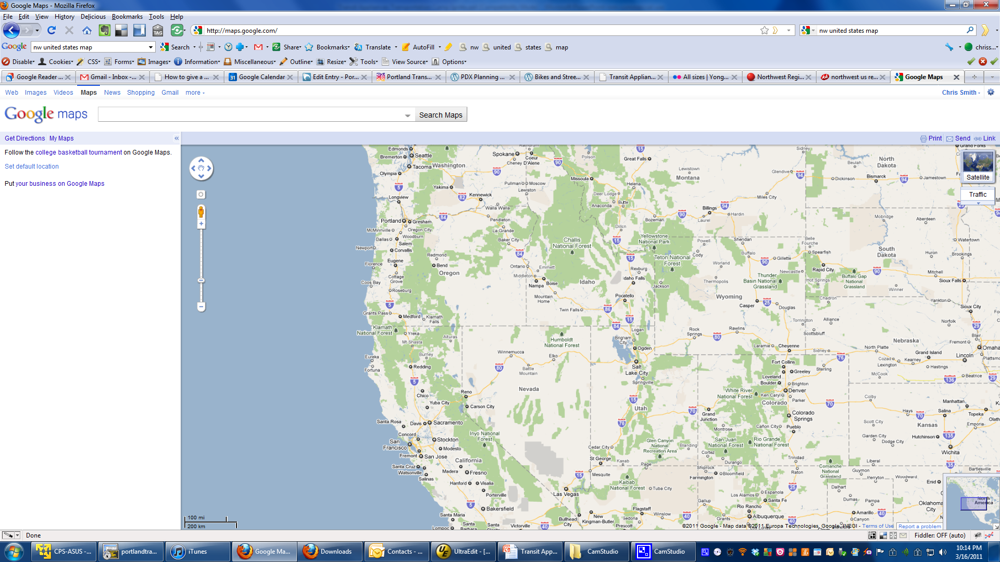 Google Maps - Mozilla Firefox
File Edit View History Delicious Bookmarks Tools Help
http://maps.google.com/
nw united states map
Google nw united states map Search Share Bookmarks Translate AutoFill nw united states map chriss...
Disable Cookies CSS Forms Images Information Miscellaneous Outline Resize Tools View Source Options
Google Reader ... Gmail - Inbox -... How to give a ... Google Calendar Edit Entry - Por... Portland Trans... PDX Planning ... Bikes and Stree... Transit Applian... All sizes | Yong... Northwest Regi... northwest us re... Google Maps
Web Images Videos Maps News Shopping Gmail more
Chris Smith
Google maps
Search Maps
Get Directions My Maps
Print Send Link
Follow the college basketball tournament on Google Maps.
Set default location
Put your business on Google Maps
Satellite
Traffic
Edmonds
Bremerton
Seattle
Tacoma
Olympia
Washington
Spokane
Coeur D'Alene
Cheney
Polson
Great Falls
Lewistown
Montana
Glendive
Sidney
North Dakota
Beulah
Dickinson
Bismarck
Jamestown
Grand Forks
Yakima
Pullman
Moscow
Lewiston
Missoula
Helena
Deer Lodge
Anaconda
Butte
Miles City
Longview
Kennewick
Walla Walla
Billings
Hardin
Laurel
Bozeman
Mobridge
Aberdeen
Portland
Gresham
Oregon City
McMinnville
Woodburn
Dallas
Salem
Pendleton
La Grande
Baker City
Dillon
Challis National Forest
Yellowstone National Park
Powell
Cody
Sheridan
Buffalo
Gillette
Belle Fourche
Spearfish
Watertown
South Dakota
Huron
Brookings
Newport
Corvallis
Eugene
Redmond
Bend
Florence
Oregon
Cottage Grove
Coos Bay
Roseburg
Ontario
Emmett
Middleton
Boise
Nampa
Idaho
Mountain Home
Twin Falls
Rexburg
Idaho Falls
Pocatello
Teton National Forest
Jackson
Worland
Thermopolis
Thunder Basin National Grassland
Newcastle
Rapid City
Hot Springs
Buffalo Gap National Grassland
Mitchell
Sioux Falls
Winner
Wyoming
Casper
Douglas
Chadron
Yankton
Sioux City
Grants Pass
Medford
Klamath Falls
Klamath National Forest
Yreka
Mt Shasta
Alturas
Burney
Logan
Brigham City
Ogden
Rock Springs
Rawlins
Torrington
Alliance
Scottsbluff
Norfolk
Blair
Nebraska
Fremont
Omaha
Laramie
Cheyenne
Sidney
North Platte
Grand Island
Cozad
Kearney
Lexington
Lincoln
Plattsmouth
Hastings
McCook
Beatrice
Humboldt National Forest
Winnemucca
Elko
Battle Mountain
Eureka
Fortuna
Redding
Salt Lake City
Springville
Fort Collins
Greeley
Loveland
Boulder
Sterling
Brighton
Denver
Ken Caryl
Parker
White River National Forest
Colorado
Nevada
Chico
Yuba City
Reno
Carson City
Utah
Grand Junction
Montrose
Colorado Springs
Cañon City
Pueblo
Colby
Hays
Manhattan
Salina
Topeka
Olathe
Scott City
Kansas
Emporia
Santa Rosa
Davis
Sacramento
Concord
Stockton
San Francisco
Modesto
Fremont
San Jose
Inyo National Forest
California
Cedar City
St George
Mesquite
Kanab
Glen Canyon National Recreation Area
Page
Blanding
San Juan National Forest
Rio Grande National Forest
Cortez
Durango
Garden City
Hutchinson
Dodge City
Wichita
Santa Cruz
Watsonville
Salinas
Madera
Fresno
Hanford
Visalia
Porterville
Bakersfield
Las Vegas
Kaibab National Forest
Tuba City
Shiprock
Farmington
Bloomfield
Trinidad
Raton
Comanche National Grassland
Liberal
Guymon
Perryton
Woodward
Bartlesville
Enid
Santa Maria
Lompoc
Santa Barbara
Santa Clarita
Victorville
Bullhead City
New Kingman-Butler
Flagstaff
Winslow
Sedona
Prescott
Gallup
Grants
Los Alamos
Espanola
Santa Fe
Rio Rancho
Albuquerque
Dalhart
Dumas
Pampa
Amarillo
Canyon
Oklahoma City
North America
100 mi
200 km
©2011 Google - Map data ©2011 Europa Technologies, Google, INEGI - Terms of Use
Report a problem
Done
Fiddler: OFF (auto)
CPS-ASUS -... portlandtra... iTunes Google Ma... Downloads Contacts - ... UltraEdit - [... Transit App... CamStudio CamStudio
10:14 PM
3/16/2011